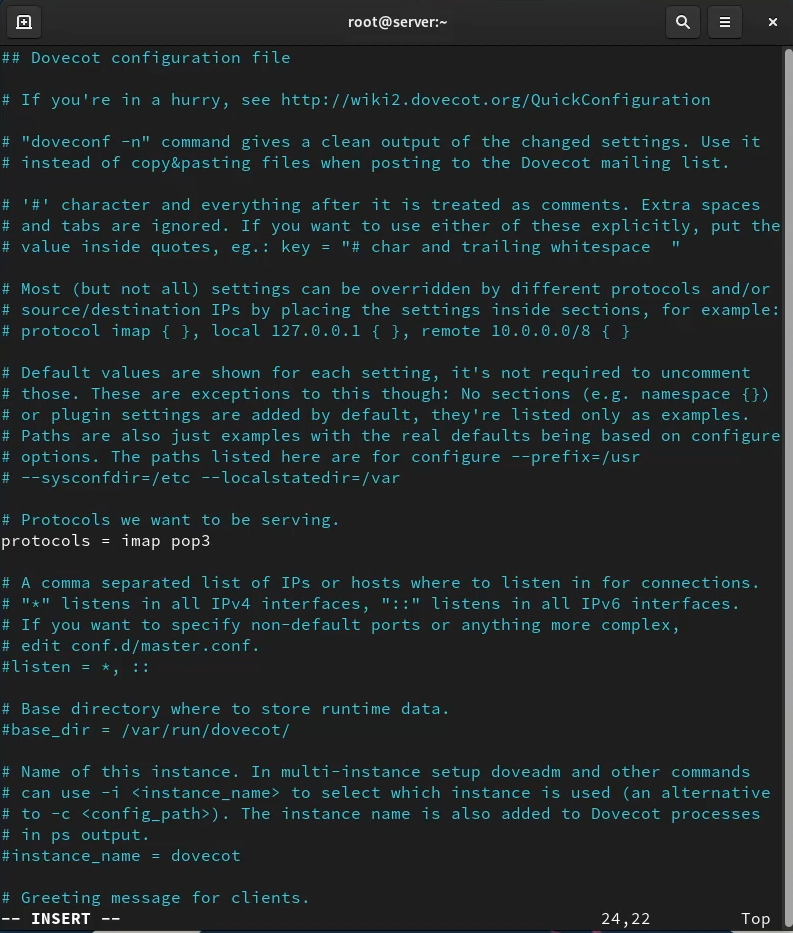 root@server:~
## Dovecot configuration file
# If you're in a hurry, see http://wiki2.dovecot.org/QuickConfiguration
# "doveconf -n" command gives a clean output of the changed settings. Use it
# instead of copy&pasting files when posting to the Dovecot mailing list.
# '#' character and everything after it is treated as comments. Extra spaces
# and tabs are ignored. If you want to use either of these explicitly, put the
# value inside quotes, eg.: key = "# char and trailing whitespace  "
# Most (but not all) settings can be overridden by different protocols and/or
# source/destination IPs by placing the settings inside sections, for example:
# protocol imap { }, local 127.0.0.1 { }, remote 10.0.0.0/8 { }
# Default values are shown for each setting, it's not required to uncomment
# those. These are exceptions to this though: No sections (e.g. namespace {})
# or plugin settings are added by default, they're listed only as examples.
# Paths are also just examples with the real defaults being based on configure
# options. The paths listed here are for configure --prefix=/usr
# --sysconfdir=/etc --localstatedir=/var
# Protocols we want to be serving.
protocols = imap pop3
# A comma separated list of IPs or hosts where to listen in for connections.
# "*" listens in all IPv4 interfaces, "::" listens in all IPv6 interfaces.
# If you want to specify non-default ports or anything more complex,
# edit conf.d/master.conf.
#listen = *, ::
# Base directory where to store runtime data.
#base_dir = /var/run/dovecot/
# Name of this instance. In multi-instance setup doveadm and other commands
# can use -i <instance_name> to select which instance is used (an alternative
# to -c <config_path>). The instance name is also added to Dovecot processes
# in ps output.
#instance_name = dovecot
# Greeting message for clients.
-- INSERT -- 24,22 Top